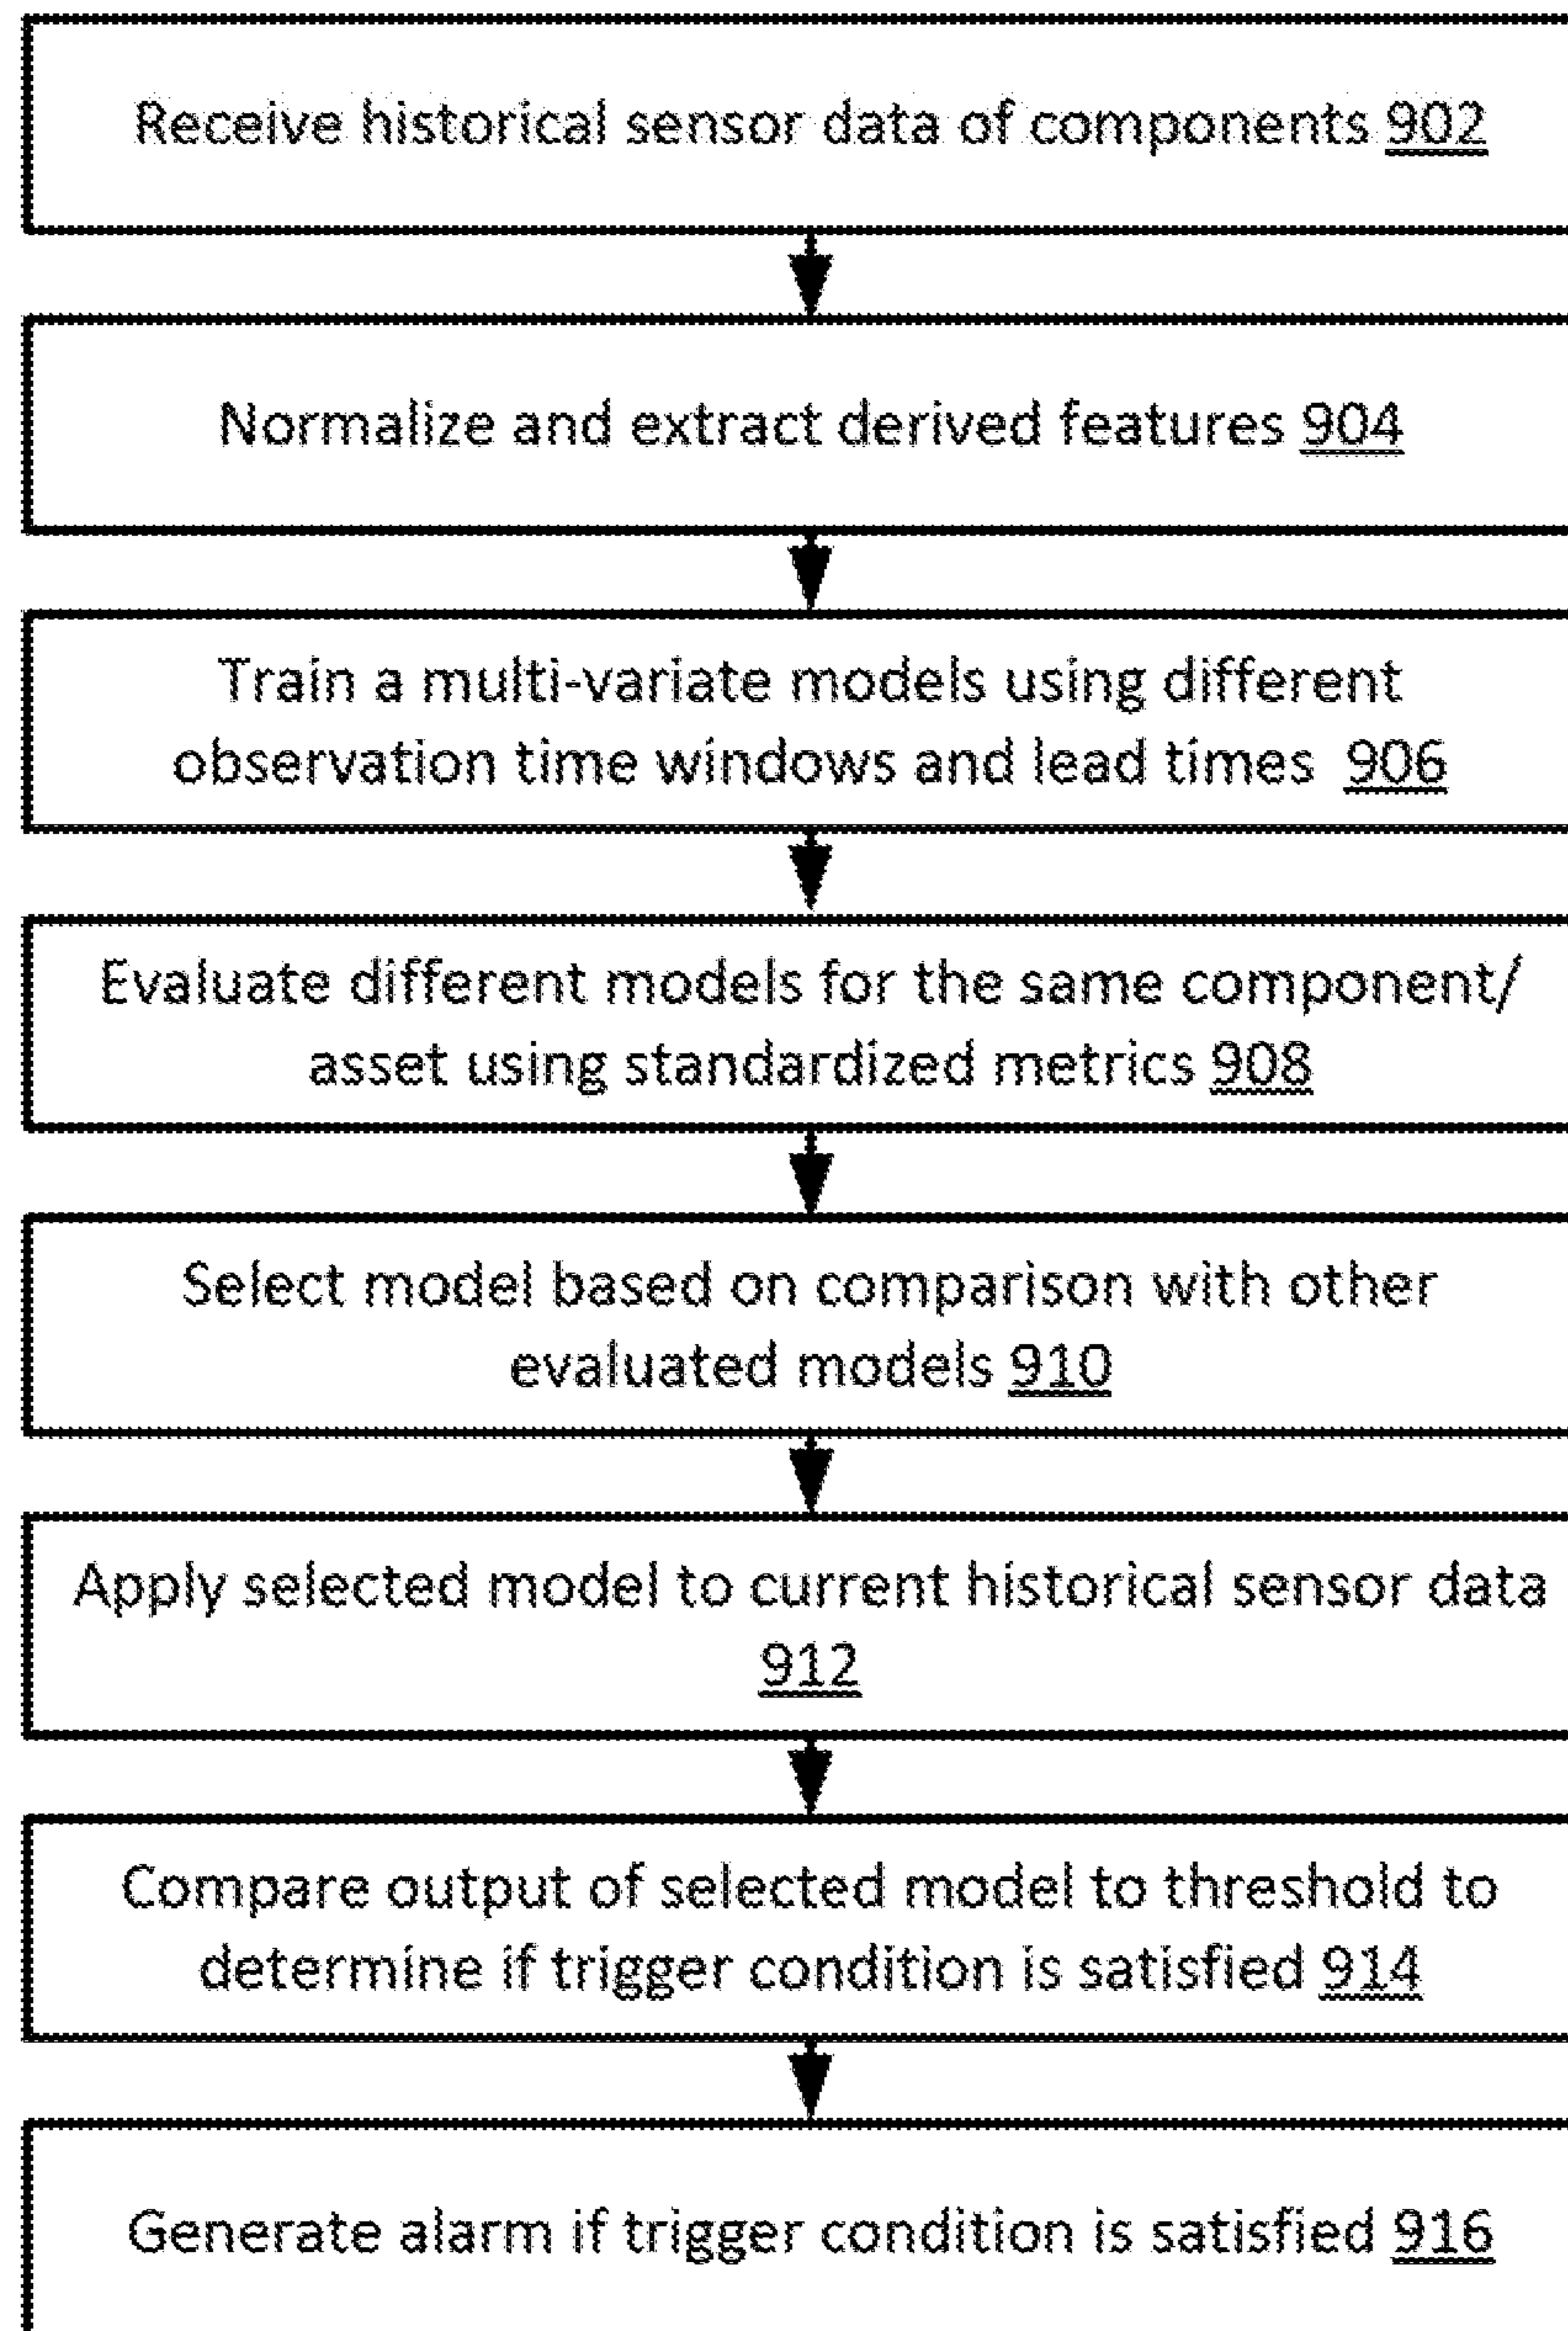 Receive historical sensor data of components 902
Normalize and extract derived features 904
Train a multi-variate models using different
observation time windows and lead times 906
Evaluate different models for the same component/
asset using standardized metrics 908
Select model based on comparison with other
evaluated models 910
Apply selected model to current historical sensor data
912
Compare output of selected model to threshold to
determine if trigger condition is satisfied 914
Generate alarm if trigger condition is satisfied 916